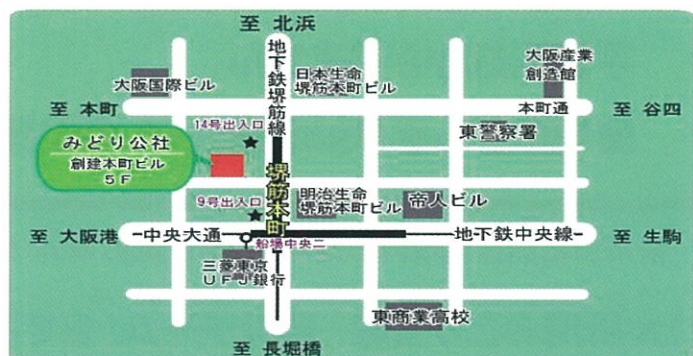 至 北浜
地下鉄堺筋線
大阪国際ビル
日本生命
堺筋本町ビル
大阪産業
創造館
至 本町
本町通
至 谷四
14号出入口
東警察署
みどり公社
創建本町ビル
5F
堺筋本町
9号出入口
明治生命
堺筋本町ビル
帝人ビル
至 大阪港
中央大通
地下鉄中央線
至 生駒
船場中央二
三菱東京
UFJ銀行
東商業高校
至 長堀橋